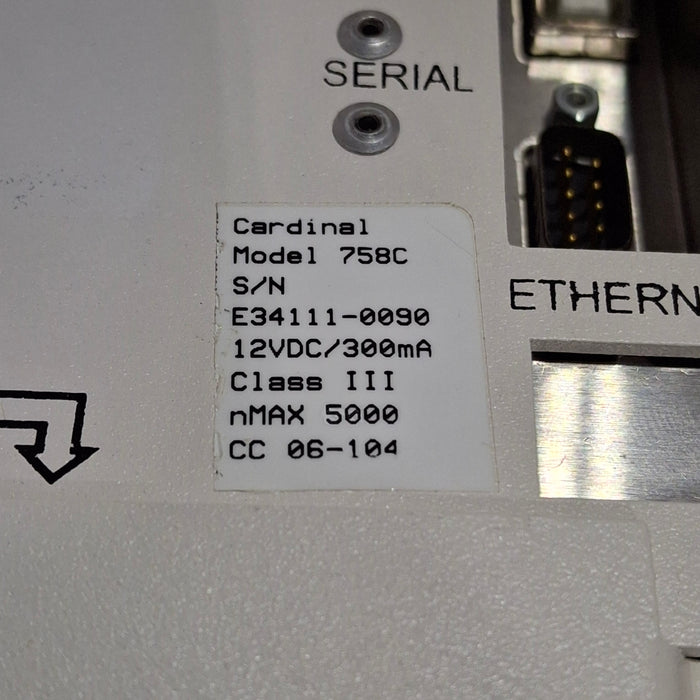 SERIAL
Cardinal
Model 758C
S/N
E34111-0090
12VDC/300mA
Class III
nMAX 5000
CC 06-104
ETHERN